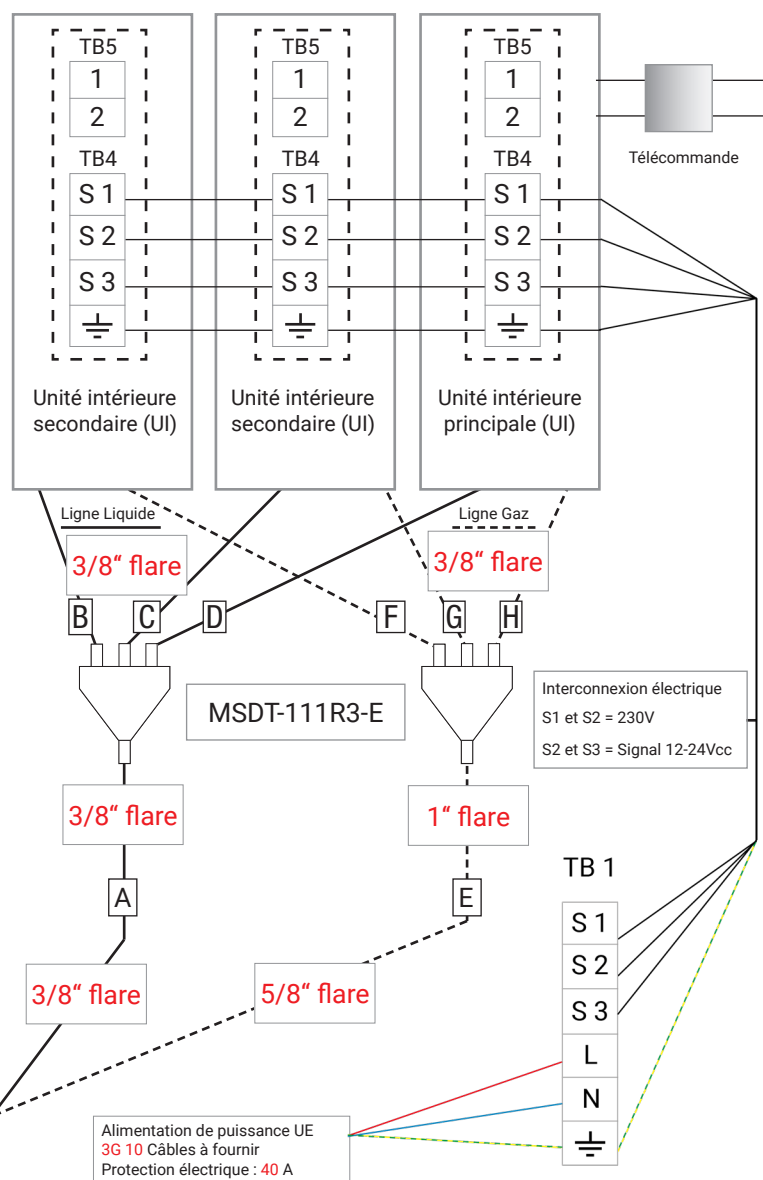 TB5 TB5 TB5
1 1 1
2 2 2
Télécommande
TB4 TB4 TB4
S 1 S 1 S 1
S 2 S 2 S 2
S 3 S 3 S 3
Unité intérieure
secondaire (UI)
Unité intérieure
secondaire (UI)
Unité intérieure
principale (UI)
Ligne Liquide
Ligne Gaz
3/8“ flare
3/8“ flare
B C D F G H
MSDT-111R3-E
Interconnexion électrique
S1 et S2 = 230V
S2 et S3 = Signal 12-24Vcc
3/8“ flare
1“ flare
A
E
TB 1
S 1
S 2
S 3
L
N
3/8“ flare
5/8“ flare
Alimentation de puissance UE
3G 10 Câbles à fournir
Protection électrique : 40 A